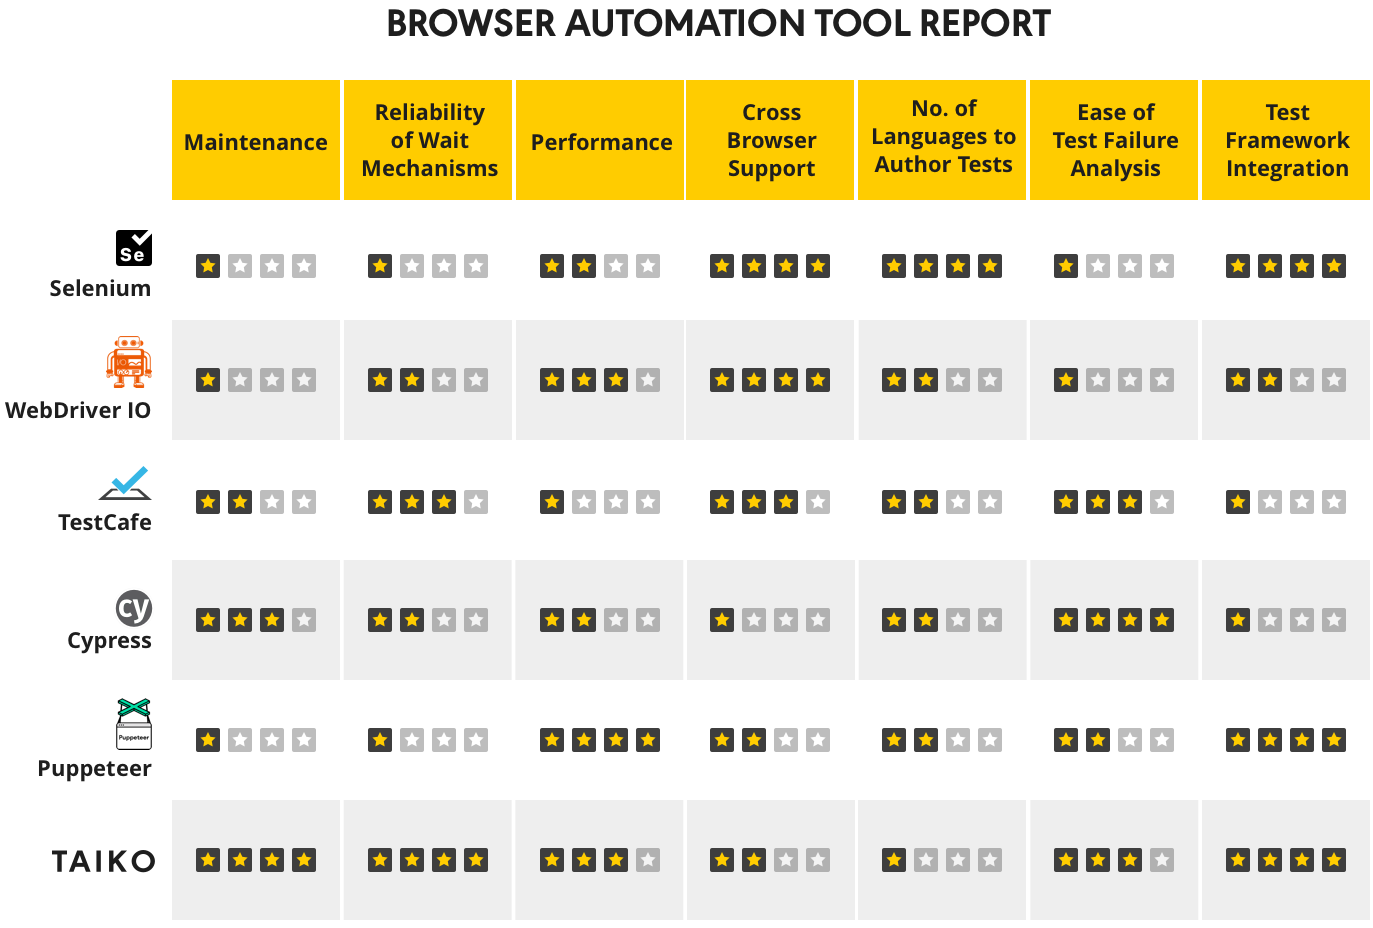 BROWSER AUTOMATION TOOL REPORT
Maintenance
Reliability
of Wait
Mechanisms
Performance
Cross
Browser
Support
No. of
Languages to
Author Tests
Ease of
Test Failure
Analysis
Test
Framework
Integration
Se
Selenium
WebDriver IO
TestCafe
cy
Cypress
Puppeteer
Puppeteer
TAIKO